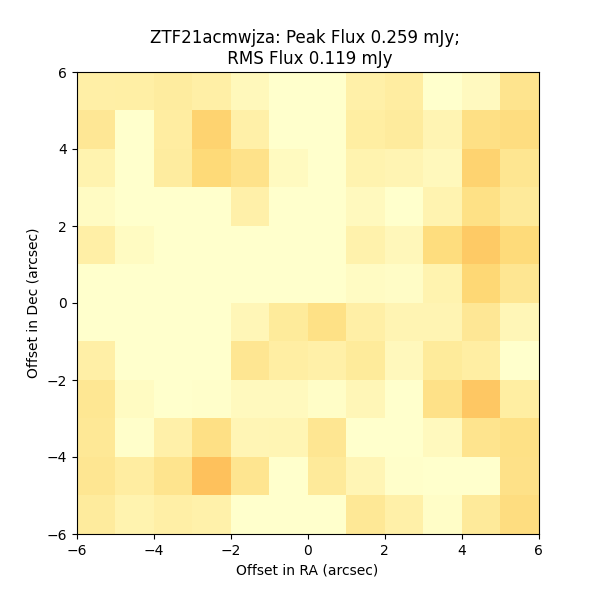 ZTF21acmwjza: Peak Flux 0.259 mJy;
RMS Flux 0.119 mJy
6
4
2
0
−2
−4
−6
Offset in Dec (arcsec)
−6 −4 −2 0 2 4 6
Offset in RA (arcsec)